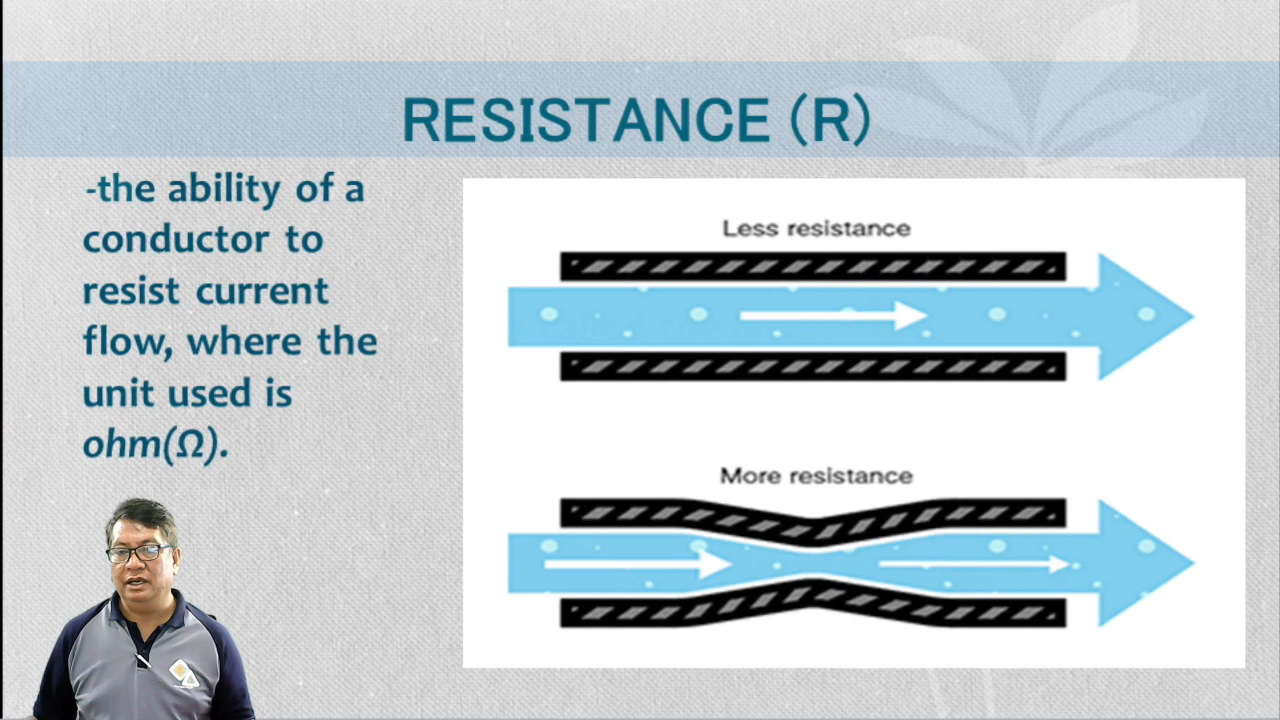 RESISTANCE (R)
-the ability of a
conductor to
resist current
flow, where the
unit used is
ohm(Ω).
Less resistance
More resistance